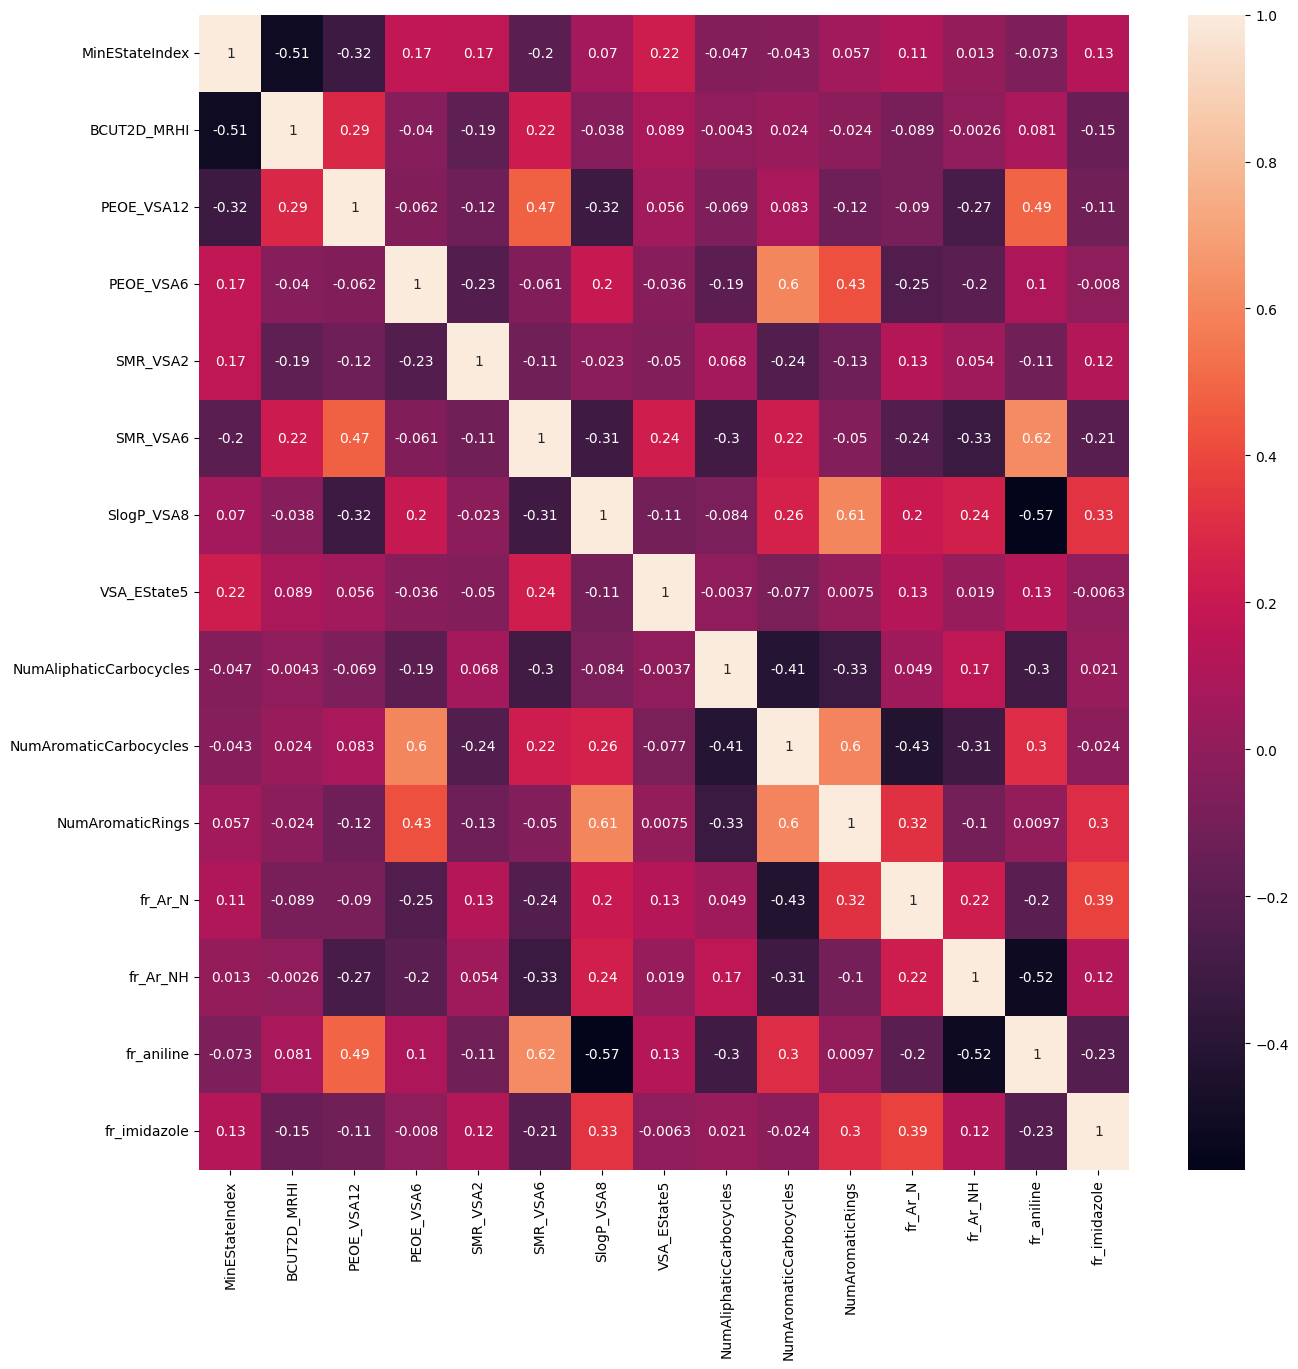 MinEStateIndex 1 -0.51 -0.32 0.17 0.17 -0.2 0.07 0.22 -0.047 -0.043 0.057 0.11 0.013 -0.073 0.13
BCUT2D_MRHI -0.51 1 0.29 -0.04 -0.19 0.22 -0.038 0.089 -0.0043 0.024 -0.024 -0.089 -0.0026 0.081 -0.15
PEOE_VSA12 -0.32 0.29 1 -0.062 -0.12 0.47 -0.32 0.056 -0.069 0.083 -0.12 -0.09 -0.27 0.49 -0.11
PEOE_VSA6 0.17 -0.04 -0.062 1 -0.23 -0.061 0.2 -0.036 -0.19 0.6 0.43 -0.25 -0.2 0.1 -0.008
SMR_VSA2 0.17 -0.19 -0.12 -0.23 1 -0.11 -0.023 -0.05 0.068 -0.24 -0.13 0.13 0.054 -0.11 0.12
SMR_VSA6 -0.2 0.22 0.47 -0.061 -0.11 1 -0.31 0.24 -0.3 0.22 -0.05 -0.24 -0.33 0.62 -0.21
SlogP_VSA8 0.07 -0.038 -0.32 0.2 -0.023 -0.31 1 -0.11 -0.084 0.26 0.61 0.2 0.24 -0.57 0.33
VSA_EState5 0.22 0.089 0.056 -0.036 -0.05 0.24 -0.11 1 -0.0037 -0.077 0.0075 0.13 0.019 0.13 -0.0063
NumAliphaticCarbocycles -0.047 -0.0043 -0.069 -0.19 0.068 -0.3 -0.084 -0.0037 1 -0.41 -0.33 0.049 0.17 -0.3 0.021
NumAromaticCarbocycles -0.043 0.024 0.083 0.6 -0.24 0.22 0.26 -0.077 -0.41 1 0.6 -0.43 -0.31 0.3 -0.024
NumAromaticRings 0.057 -0.024 -0.12 0.43 -0.13 -0.05 0.61 0.0075 -0.33 0.6 1 0.32 -0.1 0.0097 0.3
fr_Ar_N 0.11 -0.089 -0.09 -0.25 0.13 -0.24 0.2 0.13 0.049 -0.43 0.32 1 0.22 -0.2 0.39
fr_Ar_NH 0.013 -0.0026 -0.27 -0.2 0.054 -0.33 0.24 0.019 0.17 -0.31 -0.1 0.22 1 -0.52 0.12
fr_aniline -0.073 0.081 0.49 0.1 -0.11 0.62 -0.57 0.13 -0.3 0.3 0.0097 -0.2 -0.52 1 -0.23
fr_imidazole 0.13 -0.15 -0.11 -0.008 0.12 -0.21 0.33 -0.0063 0.021 -0.024 0.3 0.39 0.12 -0.23 1
MinEStateIndex
BCUT2D_MRHI
PEOE_VSA12
PEOE_VSA6
SMR_VSA2
SMR_VSA6
SlogP_VSA8
VSA_EState5
NumAliphaticCarbocycles
NumAromaticCarbocycles
NumAromaticRings
fr_Ar_N
fr_Ar_NH
fr_aniline
fr_imidazole
1.0
0.8
0.6
0.4
0.2
0.0
−0.2
−0.4